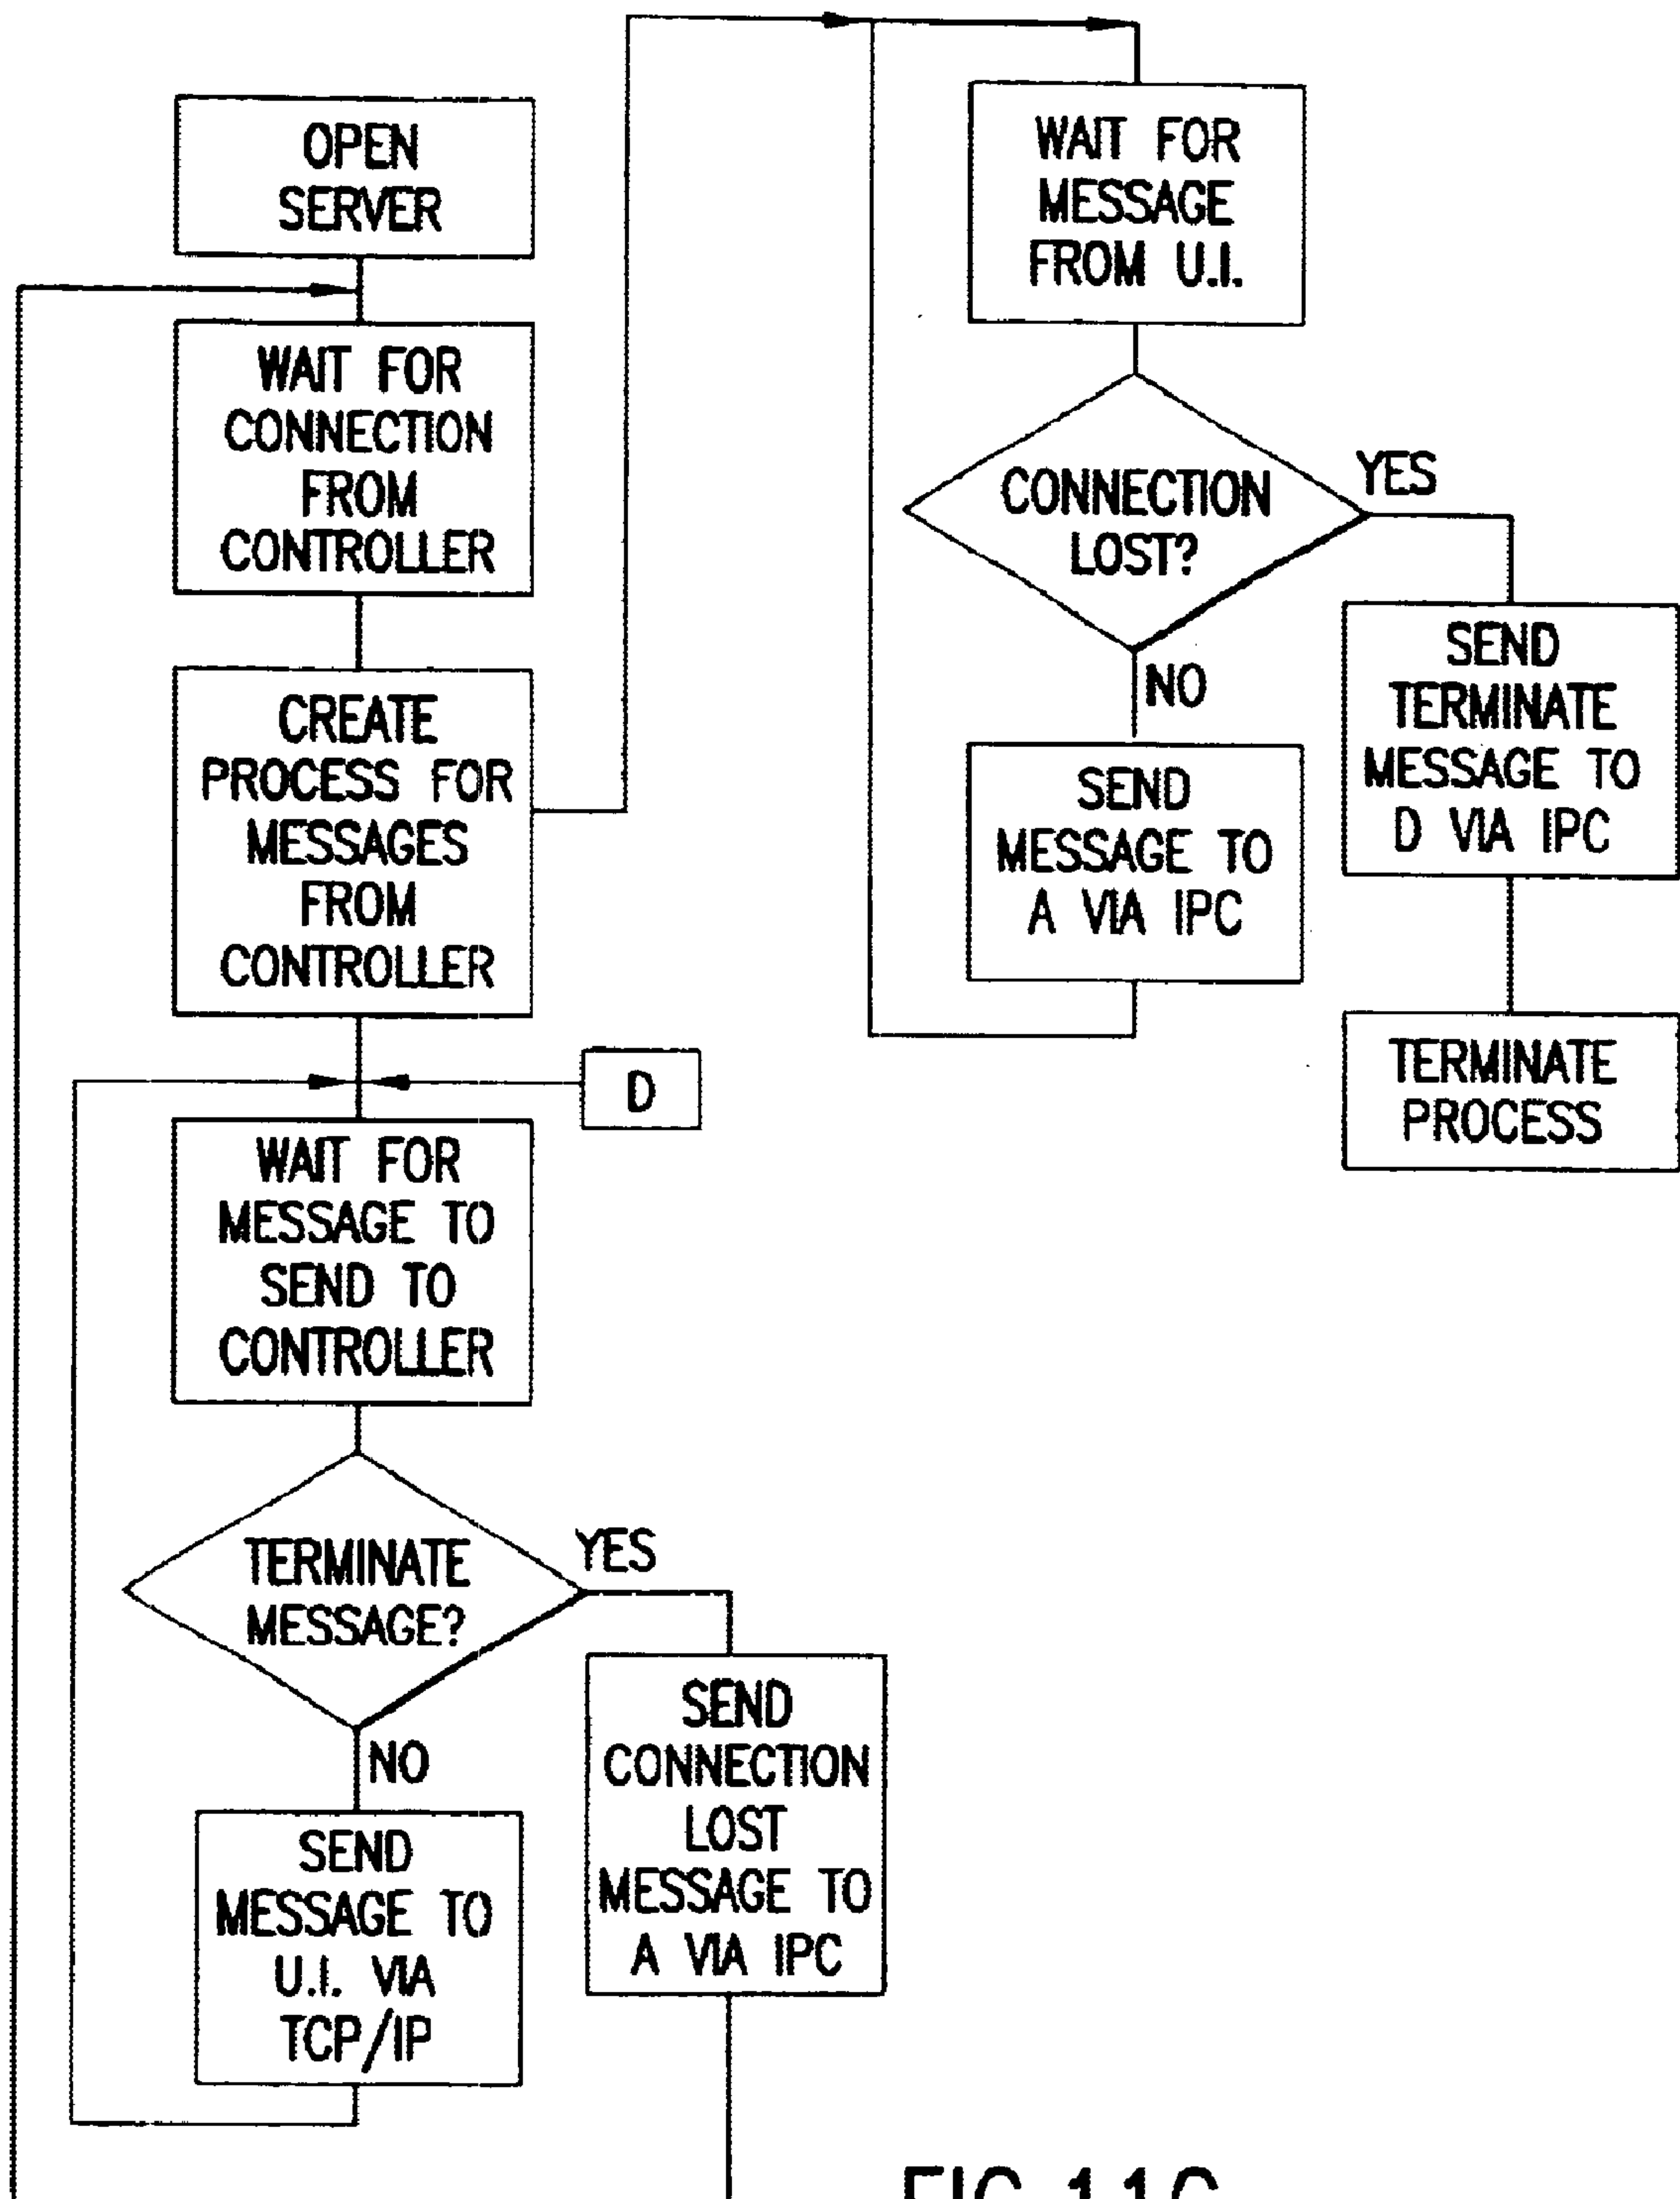 OPEN
SERVER
WAIT FOR
CONNECTION
FROM
CONTROLLER
CREATE
PROCESS FOR
MESSAGES
FROM
CONTROLLER
D
WAIT FOR
MESSAGE TO
SEND TO
CONTROLLER
TERMINATE
MESSAGE?
YES
NO
SEND
MESSAGE TO
U.I. VIA
TCP/IP
SEND
CONNECTION
LOST
MESSAGE TO
A VIA IPC
WAIT FOR
MESSAGE
FROM U.I.
CONNECTION
LOST?
YES
NO
SEND
MESSAGE TO
A VIA IPC
SEND
TERMINATE
MESSAGE TO
D VIA IPC
TERMINATE
PROCESS